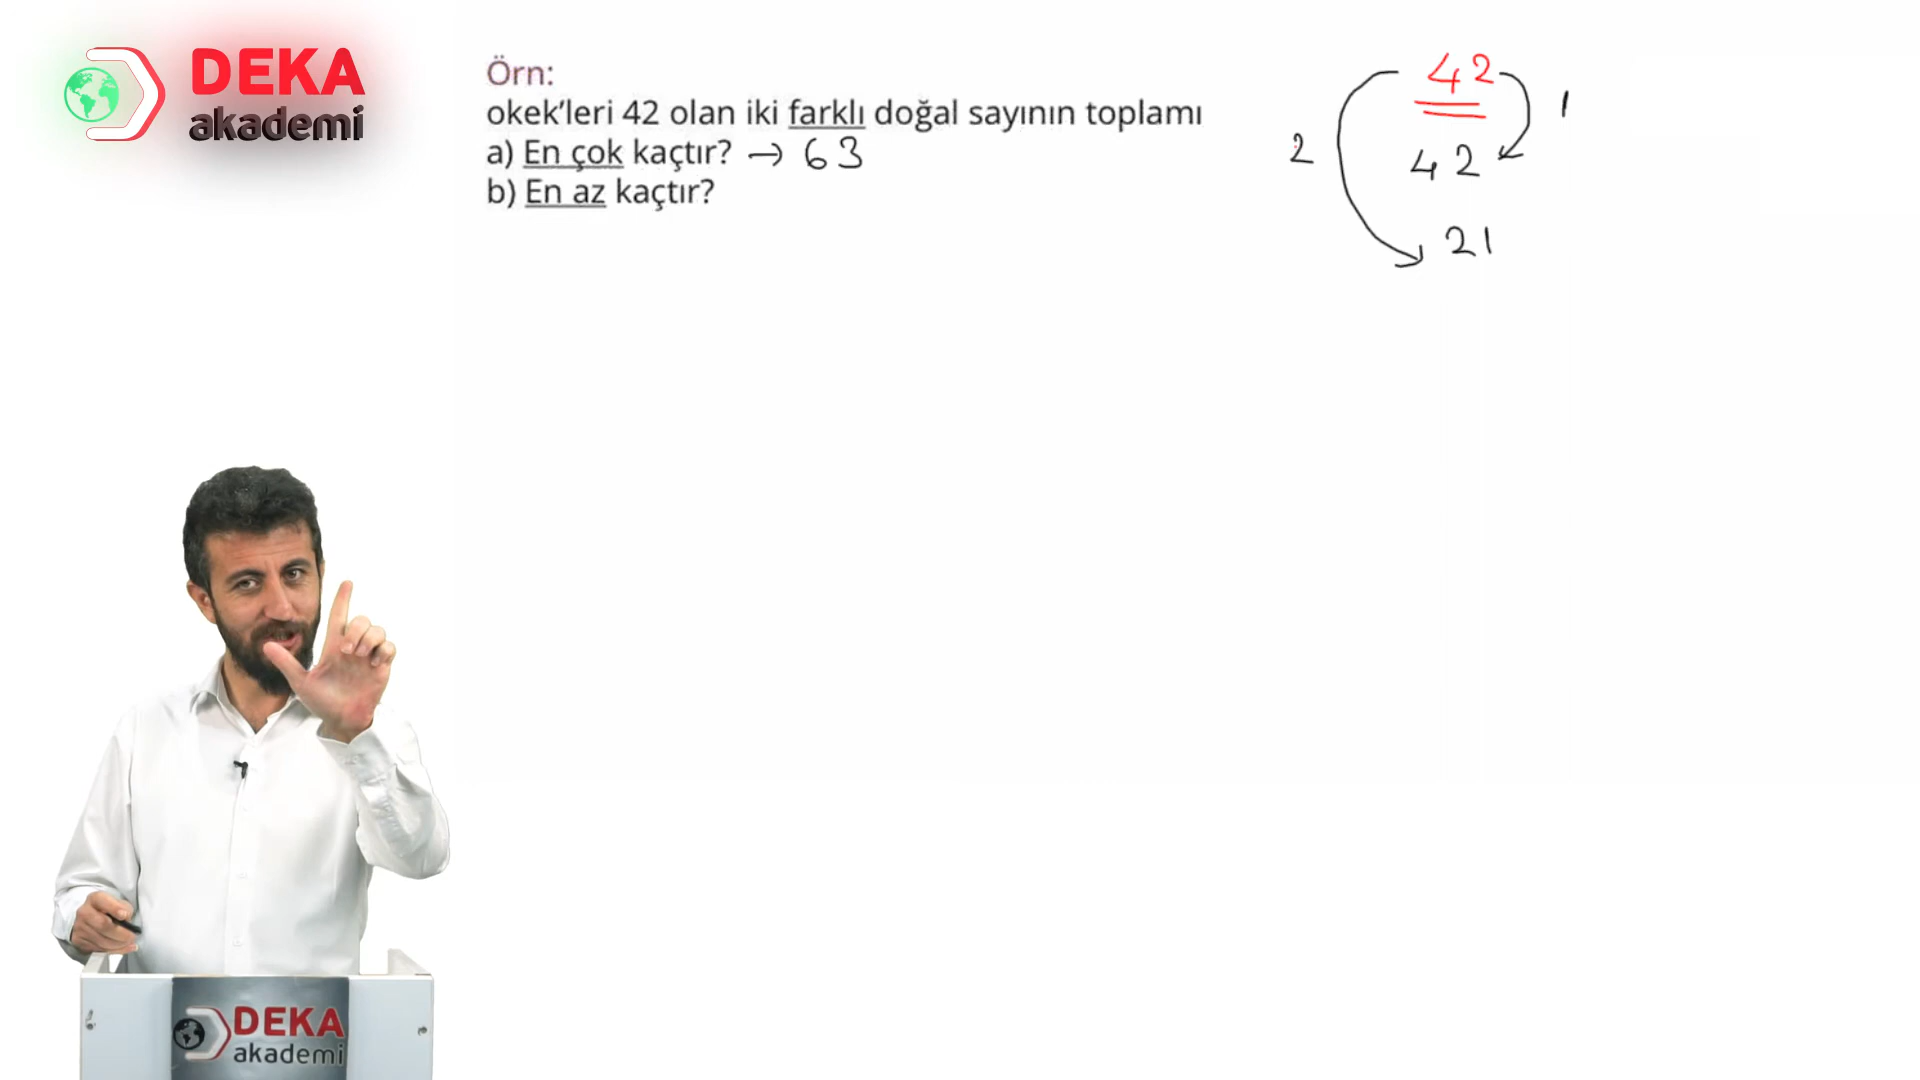 DEKA
akademi
Örn:
okek’leri 42 olan iki farklı doğal sayının toplamı
a) En çok kaçtır? → 63
b) En az kaçtır?
42
1
2
42
21
DEKA
akademi